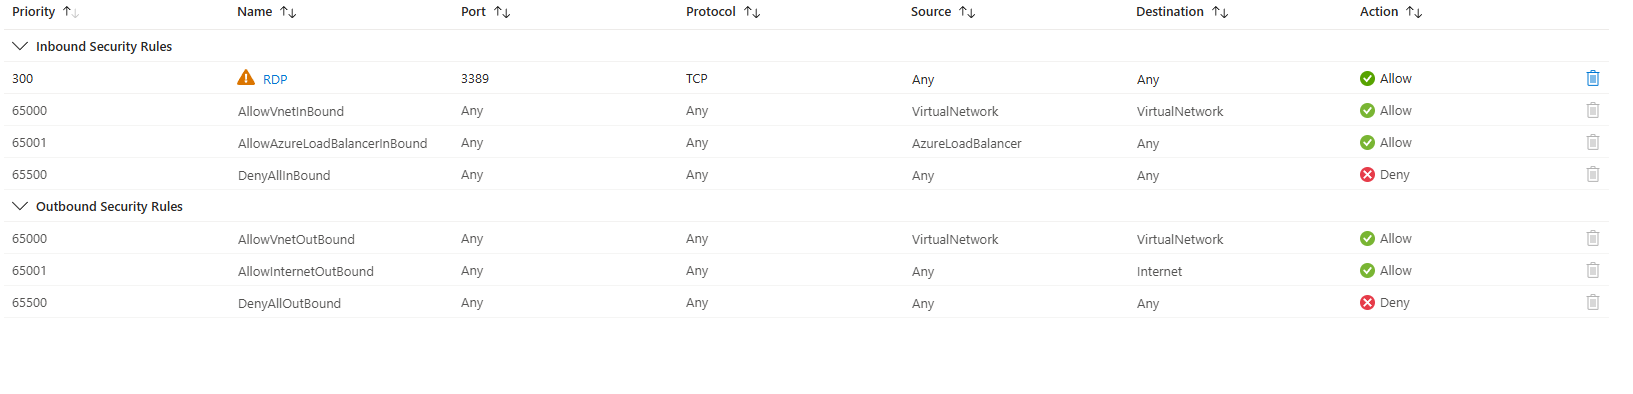 Priority Name Port Protocol Source Destination Action
Inbound Security Rules
300 RDP 3389 TCP Any Any Allow
65000 AllowVnetInBound Any Any VirtualNetwork VirtualNetwork Allow
65001 AllowAzureLoadBalancerInBound Any Any AzureLoadBalancer Any Allow
65500 DenyAllInBound Any Any Any Any Deny
Outbound Security Rules
65000 AllowVnetOutBound Any Any VirtualNetwork VirtualNetwork Allow
65001 AllowInternetOutBound Any Any Any Internet Allow
65500 DenyAllOutBound Any Any Any Any Deny